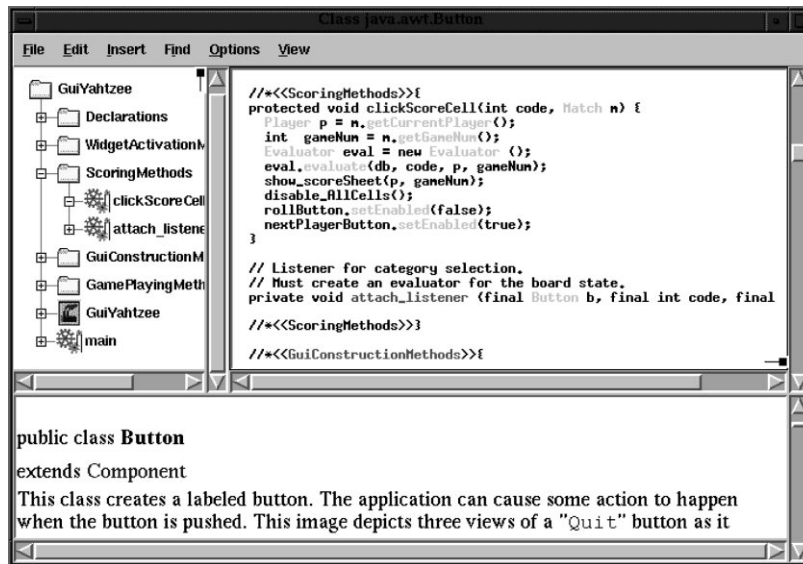 Class java.awt.Button
File Edit Insert Find Options View
GuiYahtzee
Declarations
WidgetActivationM
ScoringMethods
clickScoreCell
attach_listene
GuiConstructionM
GamePlayingMeth
GuiYahtzee
main
//*<<ScoringMethods>>{
protected void clickScoreCell(int code, Match m) {
Player p = m.getCurrentPlayer();
int gameNum = m.getGameNum();
Evaluator eval = new Evaluator ();
eval.evaluate(db, code, p, gameNum);
show_scoreSheet(p, gameNum);
disable_AllCells();
rollButton.setEnabled(false);
nextPlayerButton.setEnabled(true);
}
// Listener for category selection.
// Must create an evaluator for the board state.
private void attach_listener (final Button b, final int code, final
//*<<ScoringMethods>>}
//*<<GuiConstructionMethods>>{
public class Button
extends Component
This class creates a labeled button. The application can cause some action to happen
when the button is pushed. This image depicts three views of a "Quit" button as it